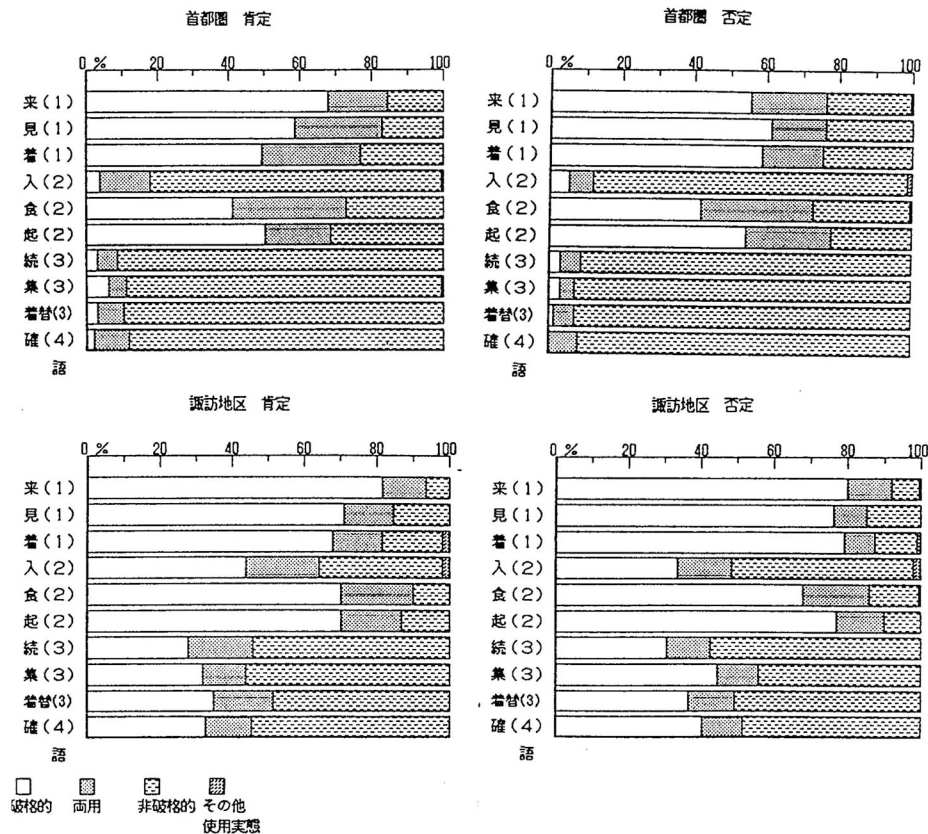 首都圏 肯定
0 % 20 40 60 80 100
来(1)
見(1)
着(1)
入(2)
食(2)
起(2)
続(3)
集(3)
着替(3)
確(4)
語
首都圏 否定
0 % 20 40 60 80 100
来(1)
見(1)
着(1)
入(2)
食(2)
起(2)
続(3)
集(3)
着替(3)
確(4)
語
諏訪地区 肯定
0 % 20 40 60 80 100
来(1)
見(1)
着(1)
入(2)
食(2)
起(2)
続(3)
集(3)
着替(3)
確(4)
語
諏訪地区 否定
0 % 20 40 60 80 100
来(1)
見(1)
着(1)
入(2)
食(2)
起(2)
続(3)
集(3)
着替(3)
確(4)
語
破格的 両用 非破格的 その他
使用実態